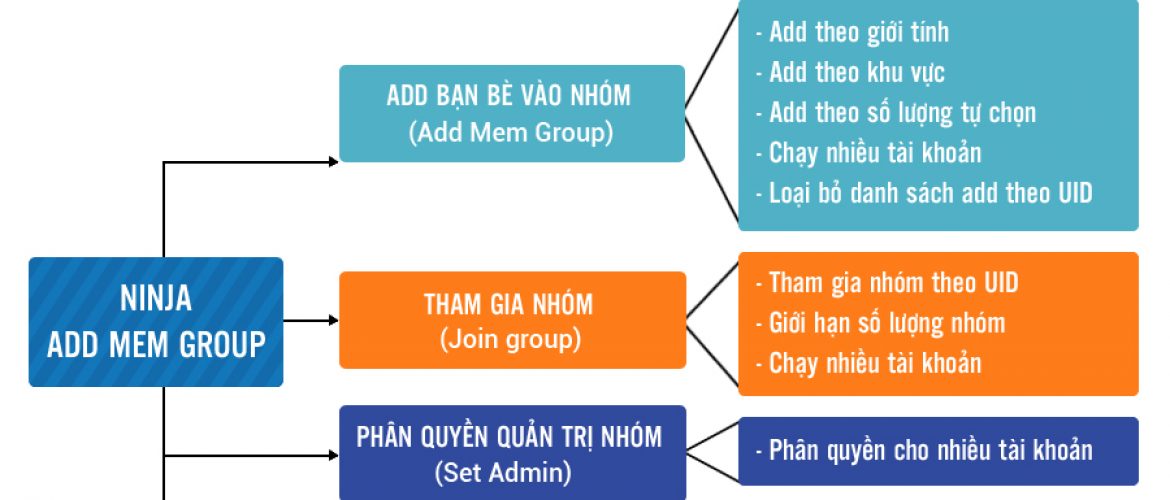 ADD BẠN BÈ VÀO NHÓM
(Add Mem Group)
- Add theo giới tính
- Add theo khu vực
- Add theo số lượng tự chọn
- Chạy nhiều tài khoản
- Loại bỏ danh sách add theo UID
NINJA
ADD MEM GROUP
THAM GIA NHÓM
(Join group)
- Tham gia nhóm theo UID
- Giới hạn số lượng nhóm
- Chạy nhiều tài khoản
PHÂN QUYỀN QUẢN TRỊ NHÓM
(Set Admin)
- Phân quyền cho nhiều tài khoản